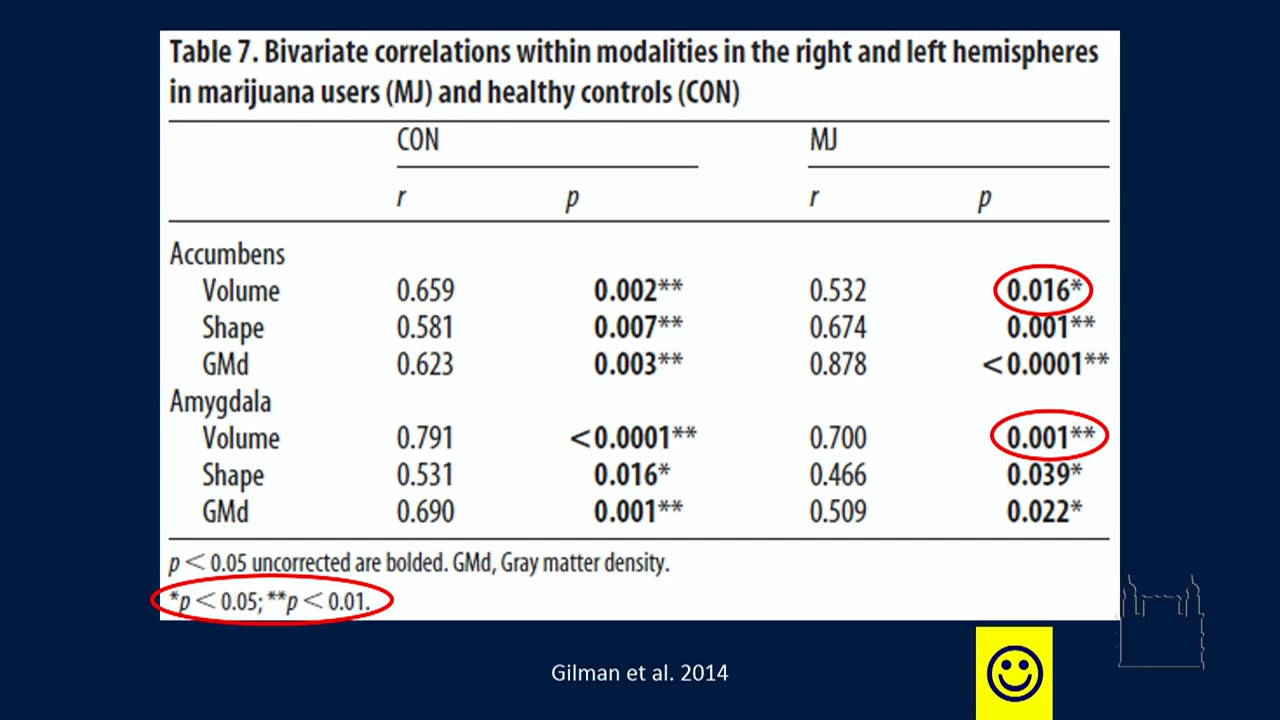 Table 7. Bivariate correlations within modalities in the right and left hemispheres
in marijuana users (MJ) and healthy controls (CON)
CON MJ
r p r p
Accumbens
Volume 0.659 0.002** 0.532 0.016*
Shape 0.581 0.007** 0.674 0.001**
GMd 0.623 0.003** 0.878 <0.0001**
Amygdala
Volume 0.791 <0.0001** 0.700 0.001**
Shape 0.531 0.016* 0.466 0.039*
GMd 0.690 0.001** 0.509 0.022*
p < 0.05 uncorrected are bolded. GMd, Gray matter density.
*p < 0.05; **p < 0.01.
Gilman et al. 2014